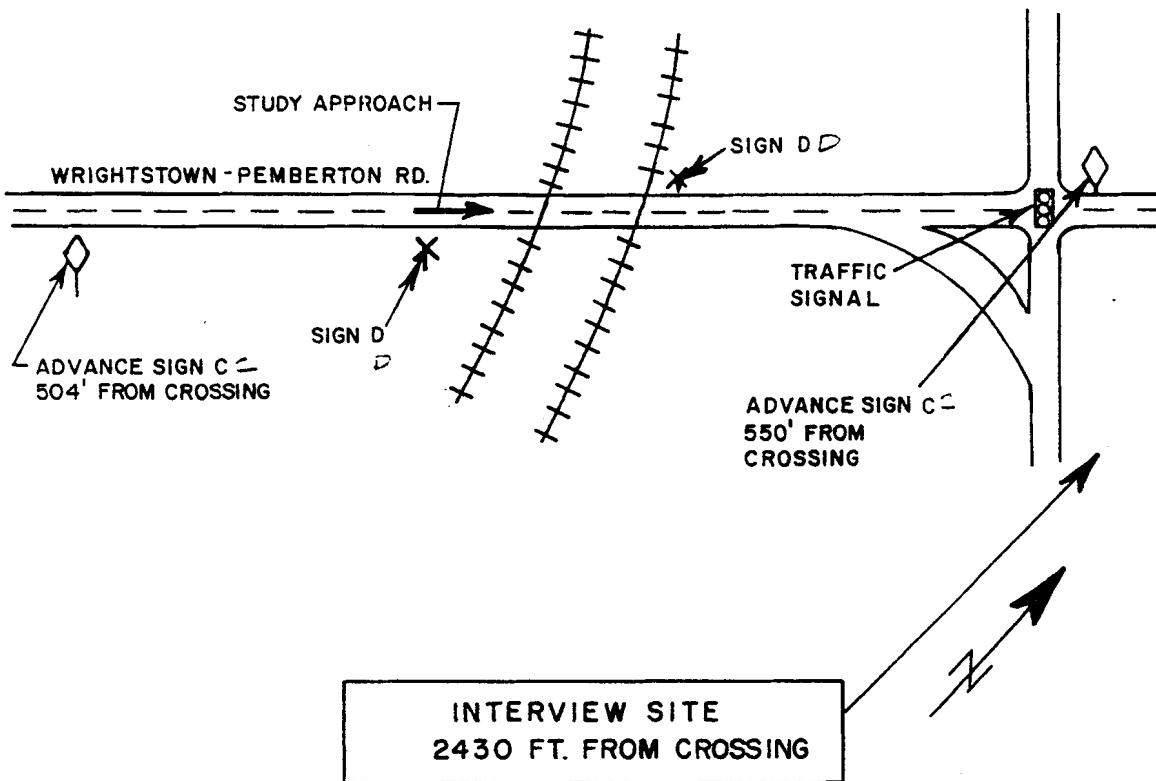 STUDY APPROACH
SIGN D D
WRIGHTSTOWN - PEMBERTON RD.
TRAFFIC
SIGNAL
SIGN D
D
ADVANCE SIGN C C
504' FROM CROSSING
ADVANCE SIGN C C
550' FROM
CROSSING
N
INTERVIEW SITE
2430 FT. FROM CROSSING